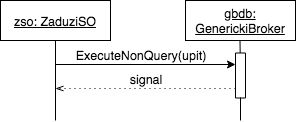 zso: ZaduziSO
gbdb:
GenerickiBroker
ExecuteNonQuery(upit)
signal